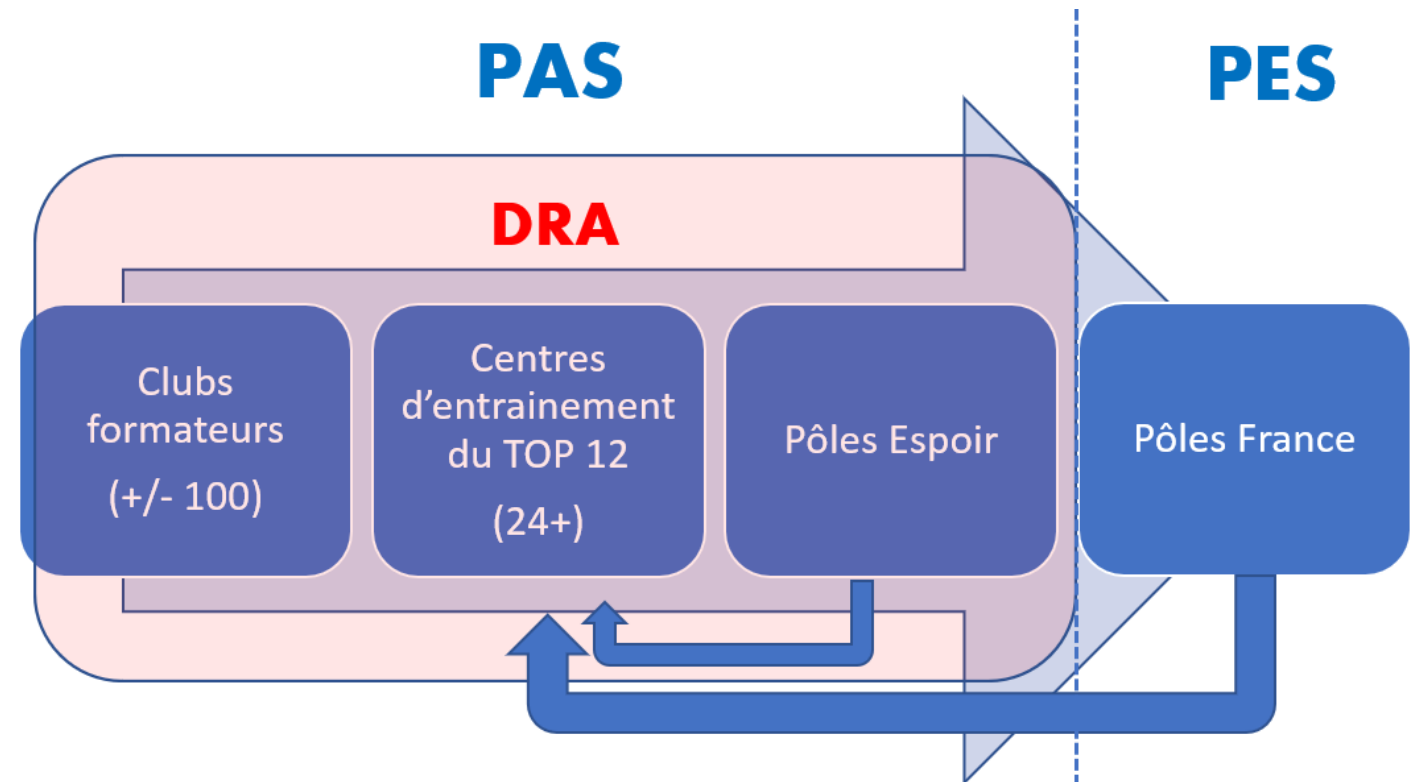 PAS
PES
DRA
Clubs
formateurs
(+/- 100)
Centres
d’entrainement
du TOP 12
(24+)
Pôles Espoir
Pôles France